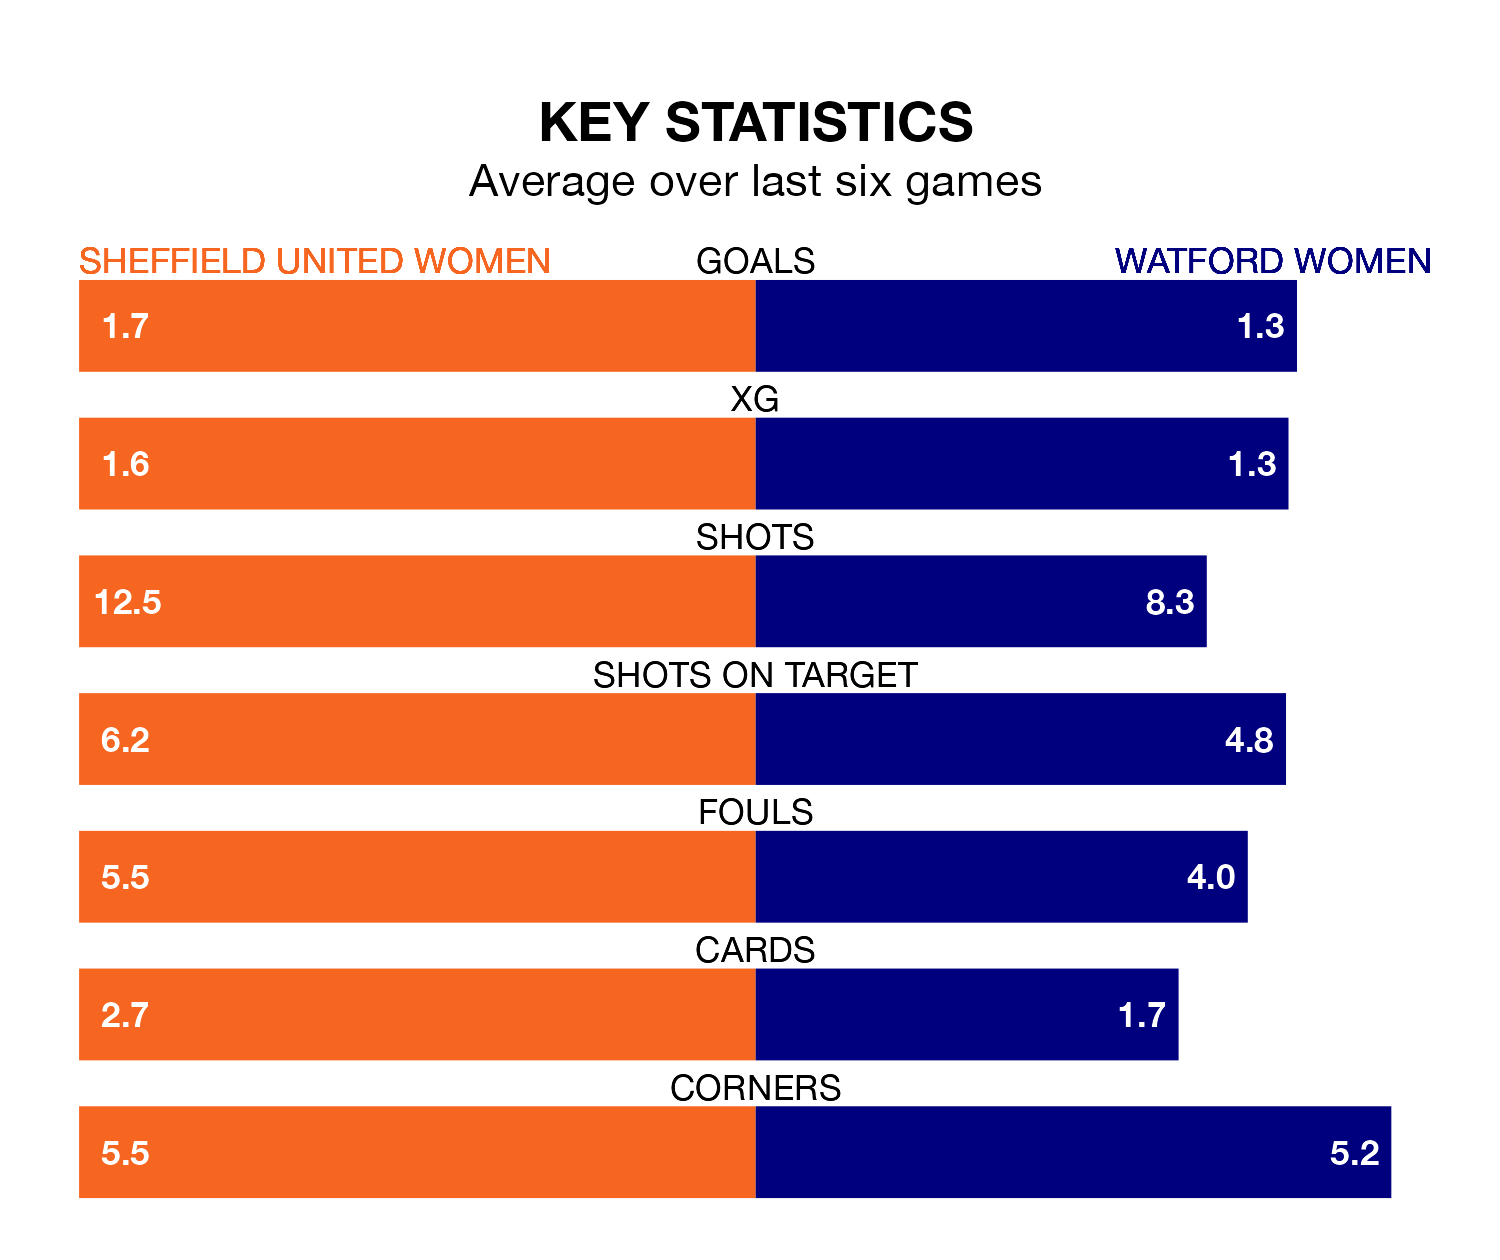 KEY STATISTICS
Average over last six games
SHEFFIELD UNITED WOMEN GOALS WATFORD WOMEN
1.7 1.3
XG
1.6 1.3
SHOTS
12.5 8.3
SHOTS ON TARGET
6.2 4.8
FOULS
5.5 4.0
CARDS
2.7 1.7
CORNERS
5.5 5.2